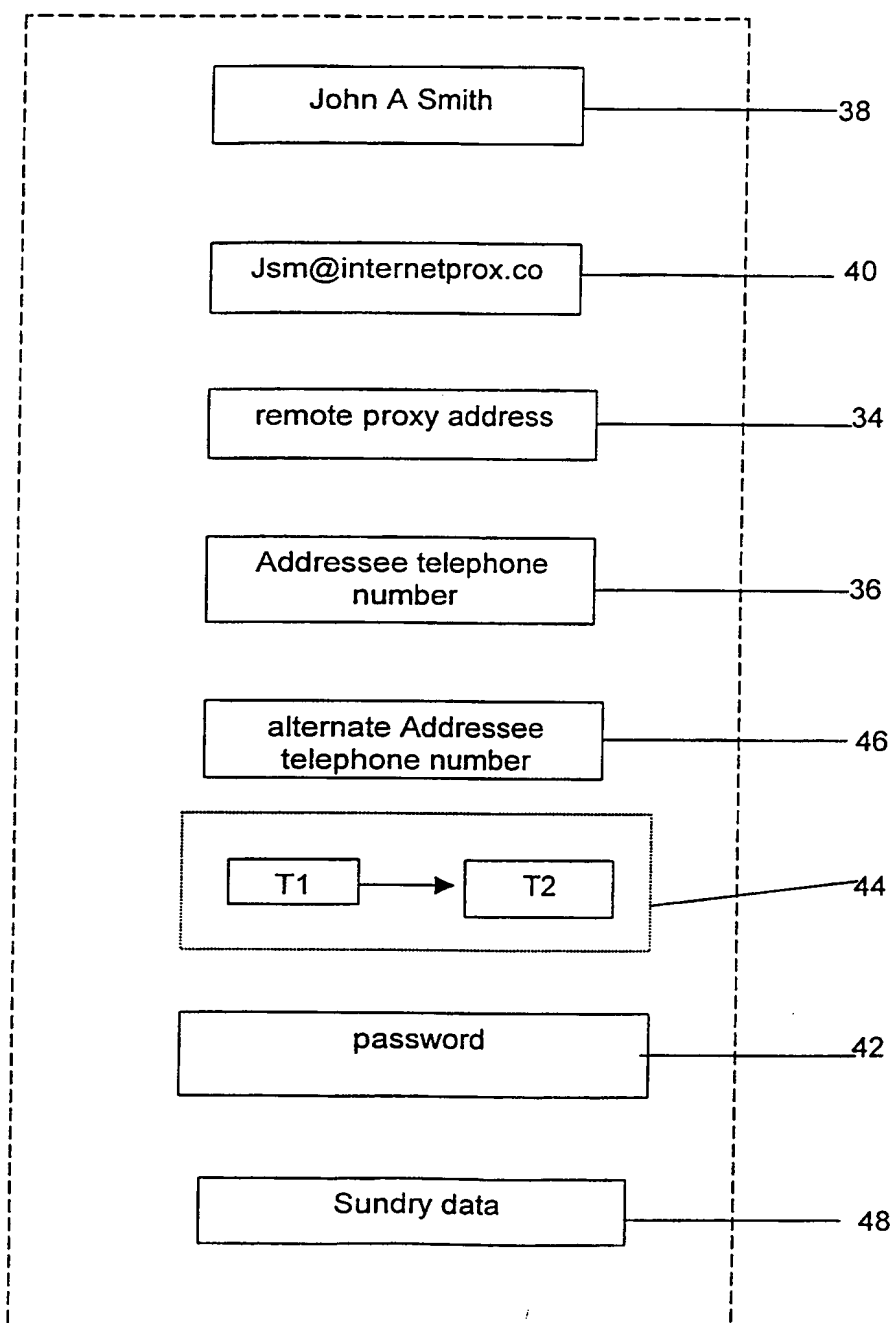 John A Smith
38
Jsm@internetprox.co
40
remote proxy address
34
Addressee telephone
number
36
alternate Addressee
telephone number
46
T1
T2
44
password
42
Sundry data
48